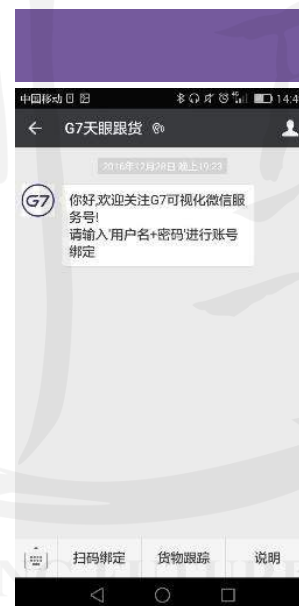 中国移动 14:4
G7天眼跟货
2016年12月28日 晚上19:23
G7
你好,欢迎关注G7可视化微信服
务号!
请输入'用户名+密码'进行账号
绑定
扫码绑定 货物跟踪 说明